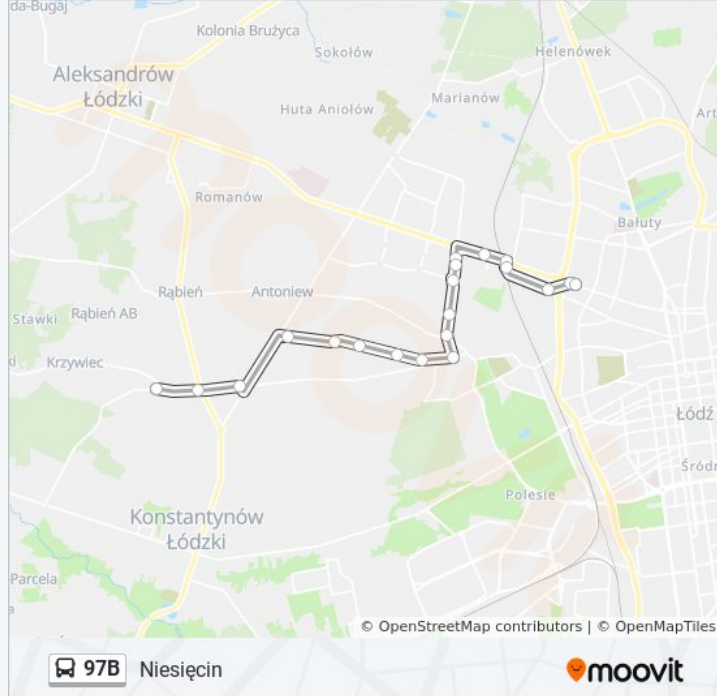 da-Bugaj
Kolonia Brużyca
Sokołów
Helenówek
Aleksandrów
Łódzki
Marianów
Huta Aniołów
Art
Romanów
Bałuty
Rąbień
Antoniew
Rąbień AB
Stawki
Krzywiec
Łódź
Śródr
Polesie
Konstantynów
Łódzki
Parcela
© OpenStreetMap contributors | © OpenMapTiles
97B Niesięcin
moovit